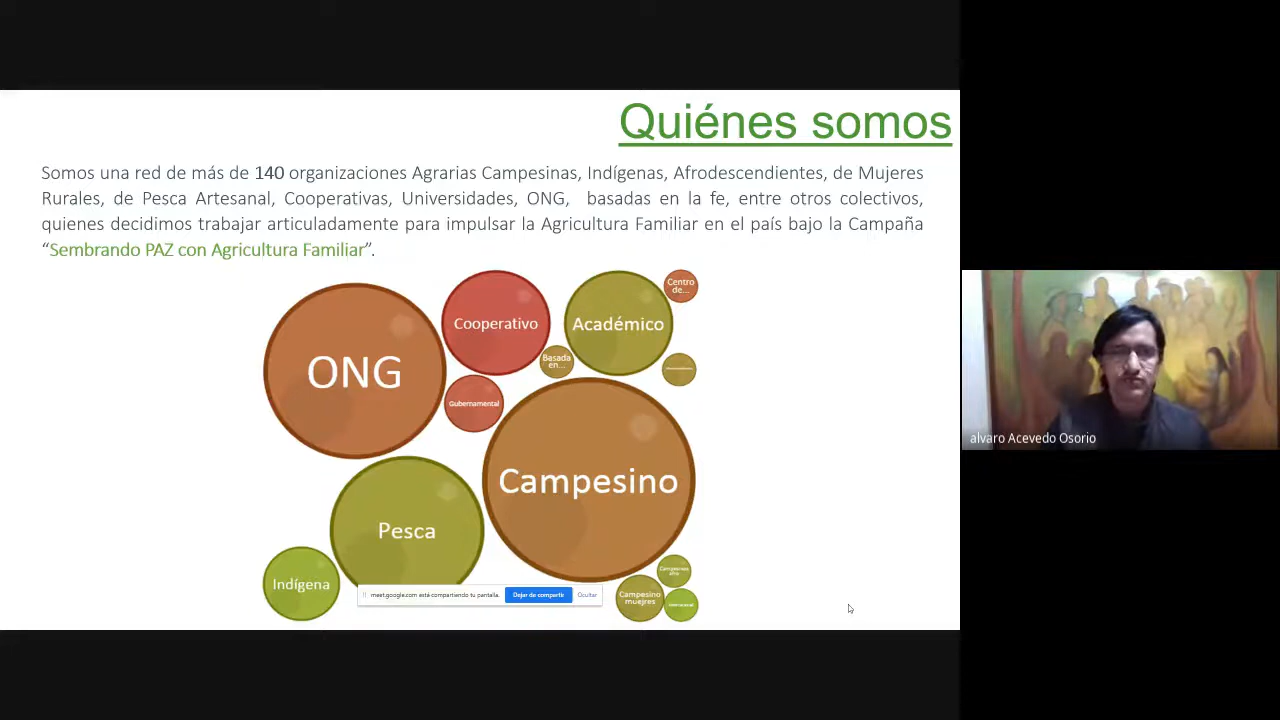 Quiénes somos
Somos una red de más de 140 organizaciones Agrarias Campesinas, Indígenas, Afrodescendientes, de Mujeres
Rurales, de Pesca Artesanal, Cooperativas, Universidades, ONG, basadas en la fe, entre otros colectivos,
quienes decidimos trabajar articuladamente para impulsar la Agricultura Familiar en el país bajo la Campaña
“Sembrando PAZ con Agricultura Familiar”.
Centro
de...
Cooperativo
Académico
Basada
en...
ONG
Gubernamental
Campesino
Pesca
Indígena
Campesino
muejres
meet.google.com está compartiendo tu pantalla.
Dejar de compartir
Ocultar
alvaro Acevedo Osorio